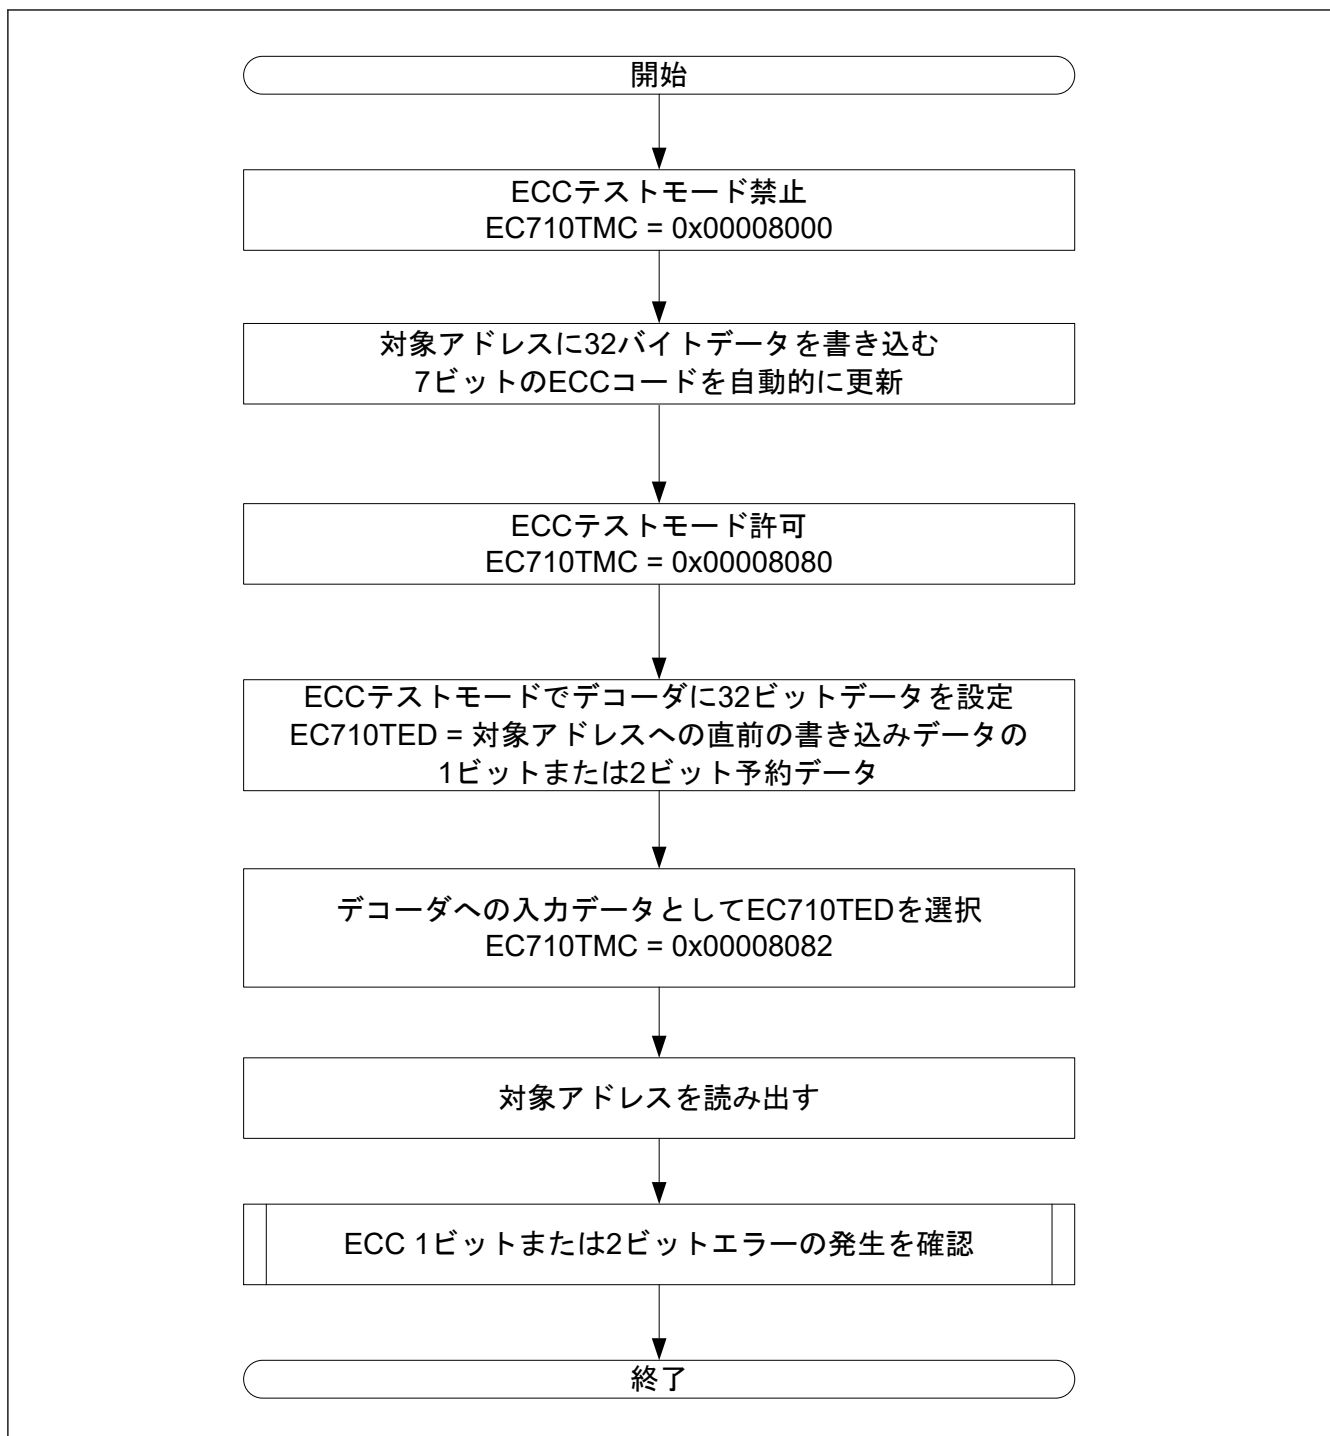 開始
ECCテストモード禁止
EC710TMC = 0x00008000
対象アドレスに32バイトデータを書き込む
7ビットのECCコードを自動的に更新
ECCテストモード許可
EC710TMC = 0x00008080
ECCテストモードでデコーダに32ビットデータを設定
EC710TED = 対象アドレスへの直前の書き込みデータの
1ビットまたは2ビット予約データ
デコーダへの入力データとしてEC710TEDを選択
EC710TMC = 0x00008082
対象アドレスを読み出す
ECC 1ビットまたは2ビットエラーの発生を確認
終了